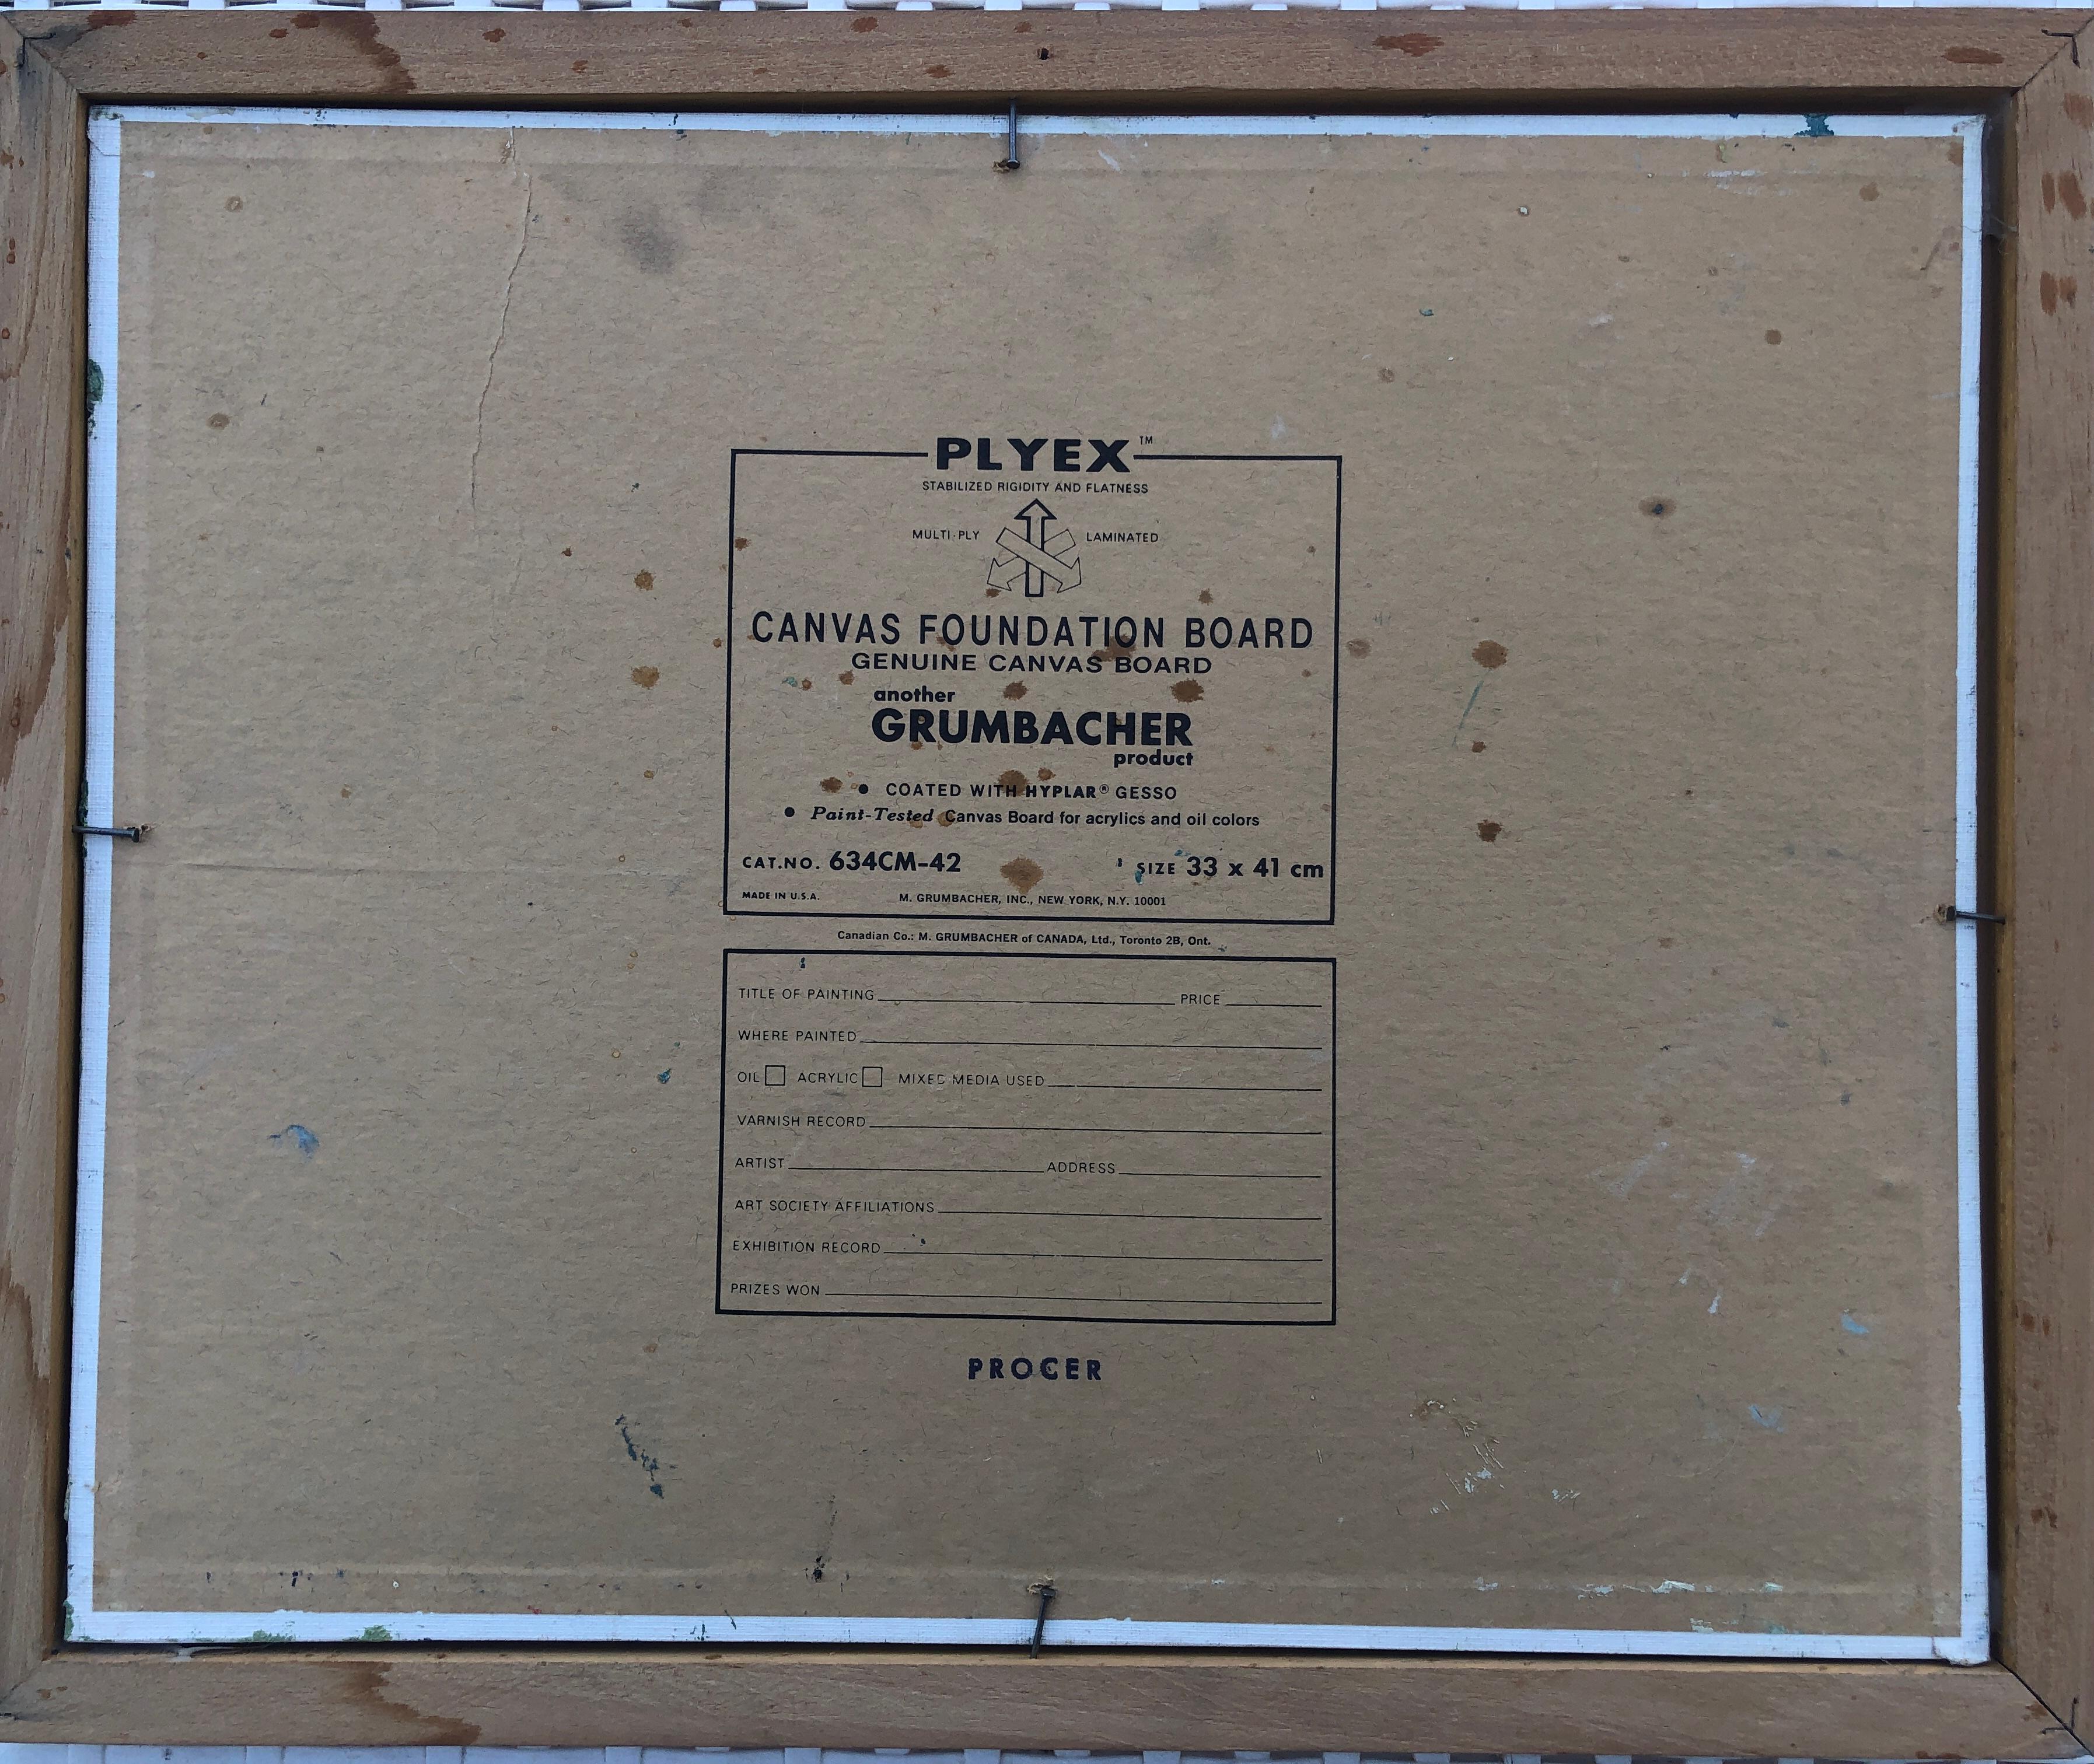 PLYEX™
STABILIZED RIGIDITY AND FLATNESS
MULTI-PLY LAMINATED
CANVAS FOUNDATION BOARD
GENUINE CANVAS BOARD
another
GRUMBACHER
product
• COATED WITH HYPLAR® GESSO
• Paint-Tested Canvas Board for acrylics and oil colors
CAT.NO. 634CM-42 SIZE 33 x 41 cm
MADE IN U.S.A. M. GRUMBACHER, INC., NEW YORK, N.Y. 10001
Canadian Co.: M. GRUMBACHER of CANADA, Ltd., Toronto 2B, Ont.
TITLE OF PAINTING PRICE
WHERE PAINTED
OIL ACRYLIC MIXED MEDIA USED
VARNISH RECORD
ARTIST ADDRESS
ART SOCIETY AFFILIATIONS
EXHIBITION RECORD
PRIZES WON
PROCER